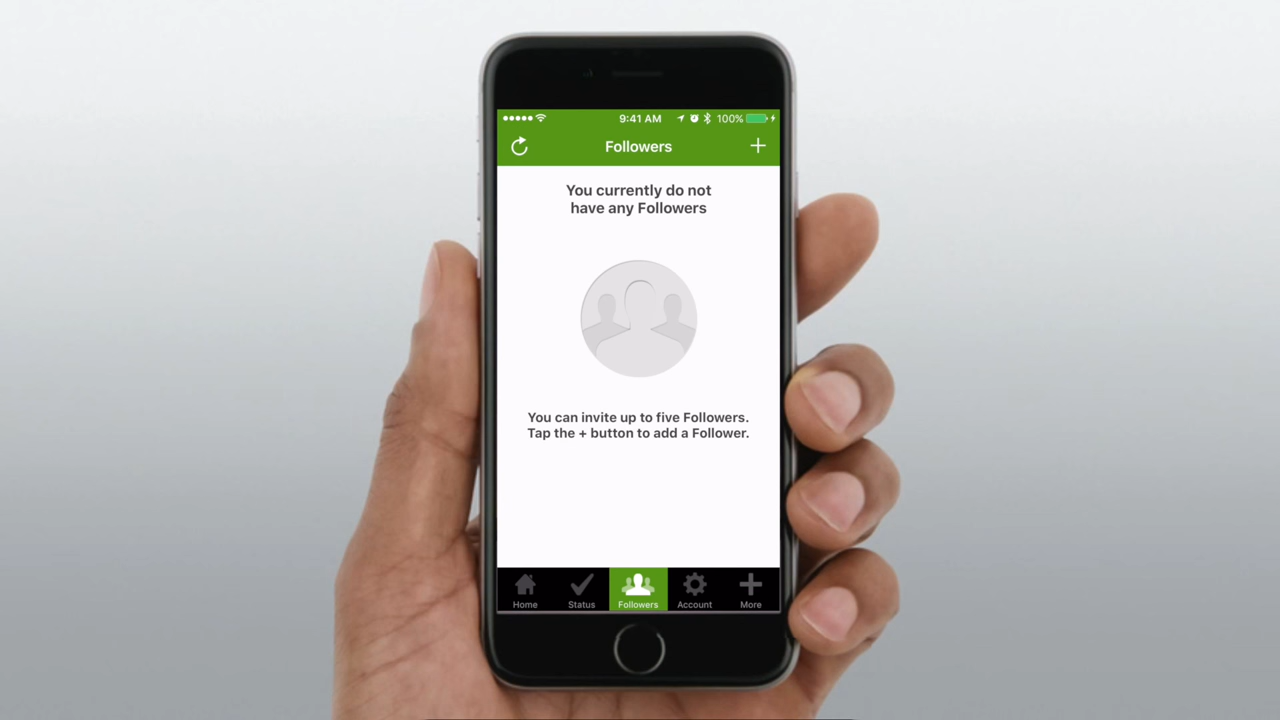 9:41 AM 100%
Followers +
You currently do not
have any Followers
You can invite up to five Followers.
Tap the + button to add a Follower.
Home Status Followers Account More